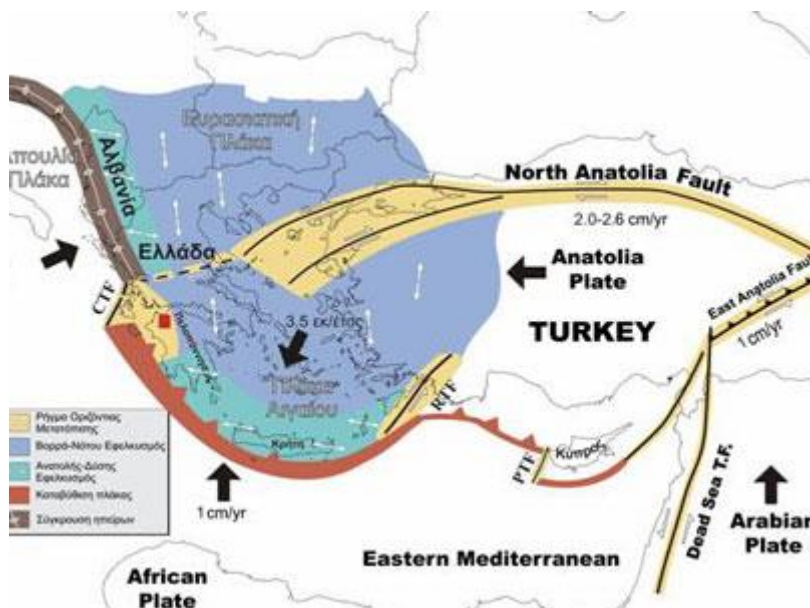 Ευρασιατική
Πλάκα
Απουλία
Πλάκα
Αλβανία
North Anatolia Fault
2.0-2.6 cm/yr
Ελλάδα
Anatolia
Plate
East Anatolia Fault
1 cm/yr
CTF
Πελοπόννησος
3.5 εκ/έτος
TURKEY
Πλάκα
Αιγαίου
RTF
Ρήγμα Οριζόντιας
Μετατόπισης
Βορρά-Νότου Εφελκυσμός
Ανατολής-Δύσης
Εφελκυσμός
Καταβύθιση πλάκας
Σύγκρουση ηπείρων
Κρήτη
1 cm/yr
PTF
Κύπρος
Dead Sea T.F.
Arabian
Plate
Eastern Mediterranean
African
Plate